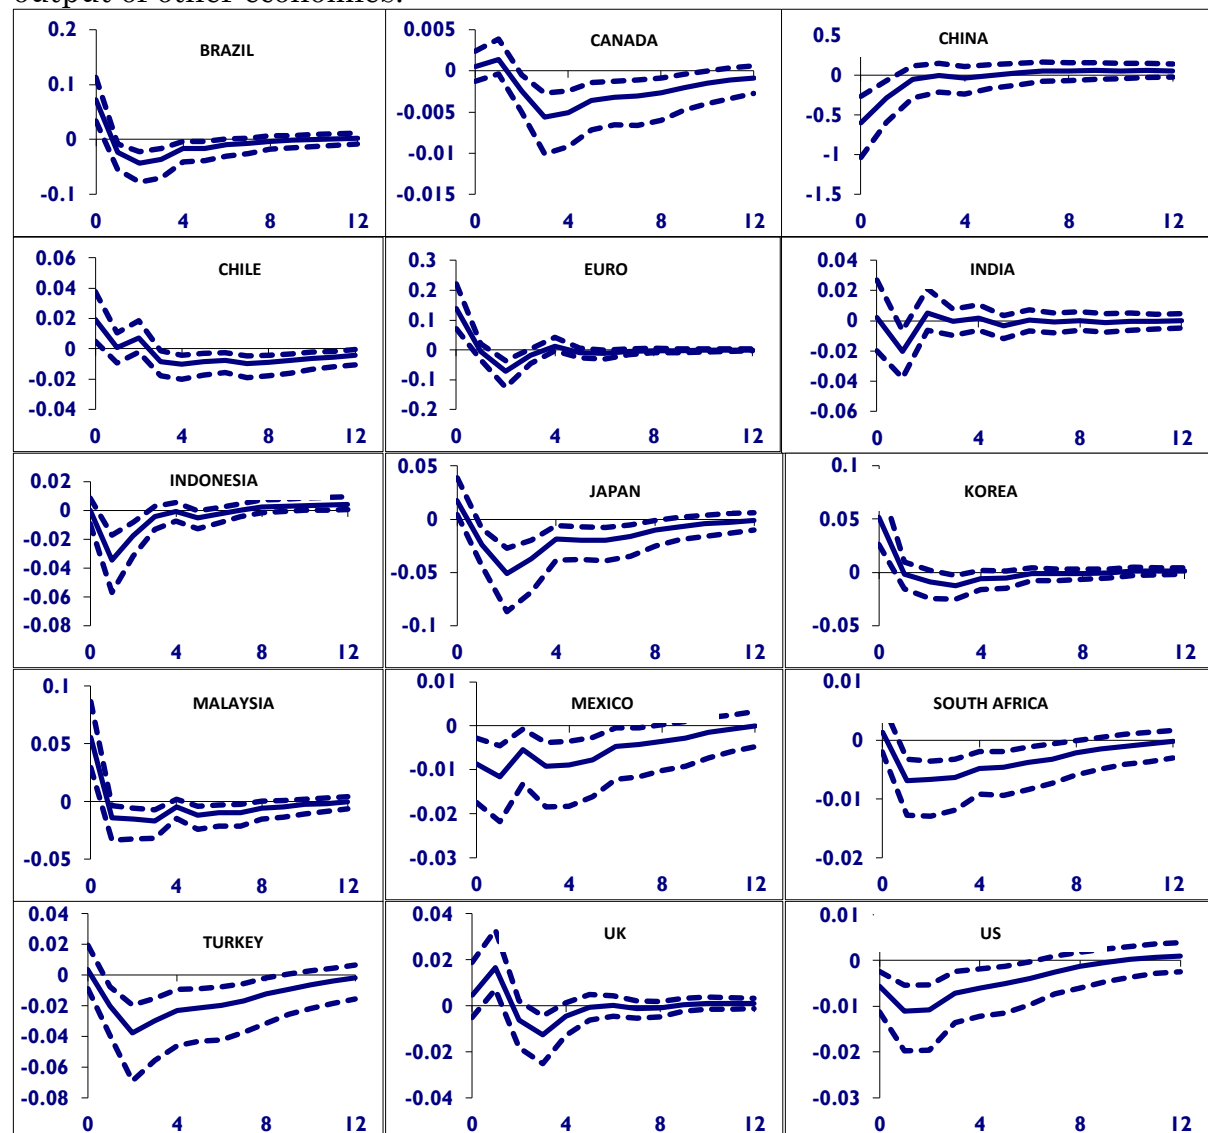 output of other economies.
BRAZIL
0.2
0.1
0
-0.1
0 4 8 12
CANADA
0.005
0
-0.005
-0.01
-0.015
0 4 8 12
CHINA
0.5
0
-0.5
-1
-1.5
0 4 8 12
CHILE
0.06
0.04
0.02
0
-0.02
-0.04
0 4 8 12
EURO
0.3
0.2
0.1
0
-0.1
-0.2
0 4 8 12
INDIA
0.04
0.02
0
-0.02
-0.04
-0.06
0 4 8 12
INDONESIA
0.02
0
-0.02
-0.04
-0.06
-0.08
0 4 8 12
JAPAN
0.05
0
-0.05
-0.1
0 4 8 12
KOREA
0.1
0.05
0
-0.05
0 4 8 12
MALAYSIA
0.1
0.05
0
-0.05
0 4 8 12
MEXICO
0.01
0
-0.01
-0.02
-0.03
0 4 8 12
SOUTH AFRICA
0.01
0
-0.01
-0.02
0 4 8 12
TURKEY
0.04
0.02
0
-0.02
-0.04
-0.06
-0.08
0 4 8 12
UK
0.04
0.02
0
-0.02
-0.04
0 4 8 12
US
0.01
0
-0.01
-0.02
-0.03
0 4 8 12